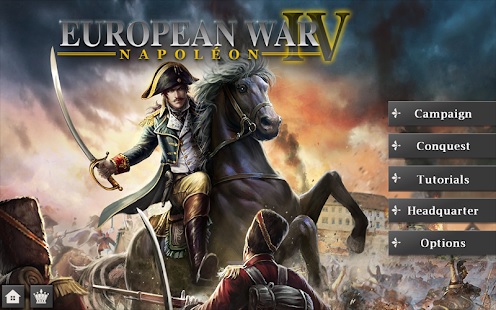 EUROPEAN WAR IV
NAPOLÉON
Campaign
Conquest
Tutorials
Headquarter
Options